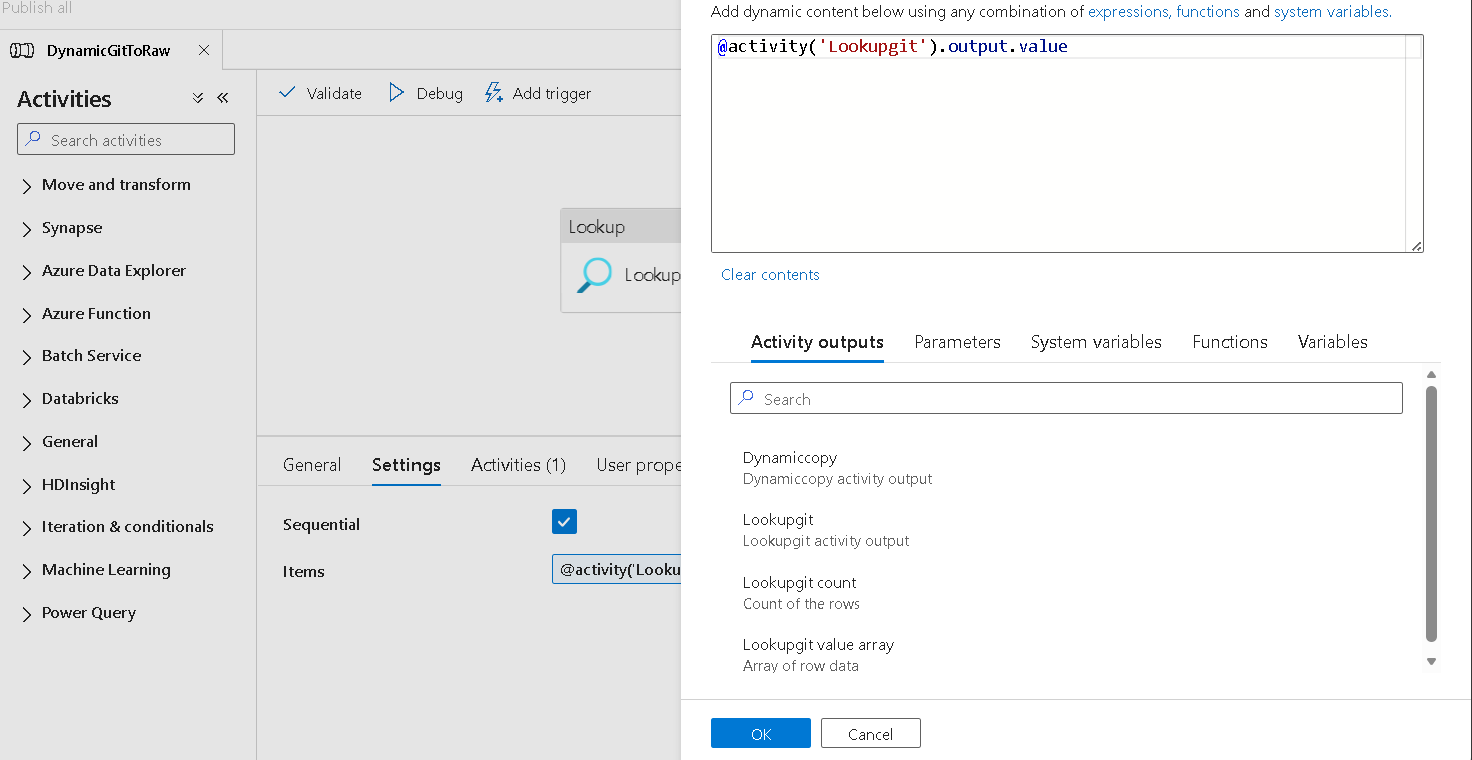 Publish all
DynamicGitToRaw
Activities
Search activities
Move and transform
Synapse
Azure Data Explorer
Azure Function
Batch Service
Databricks
General
HDInsight
Iteration & conditionals
Machine Learning
Power Query
Validate
Debug
Add trigger
Lookup
Lookup
General
Settings
Activities (1)
User prope
Sequential
Items
@activity('Looku
Add dynamic content below using any combination of expressions, functions and system variables.
@activity('Lookupgit').output.value
Clear contents
Activity outputs
Parameters
System variables
Functions
Variables
Search
Dynamiccopy
Dynamiccopy activity output
Lookupgit
Lookupgit activity output
Lookupgit count
Count of the rows
Lookupgit value array
Array of row data
OK
Cancel